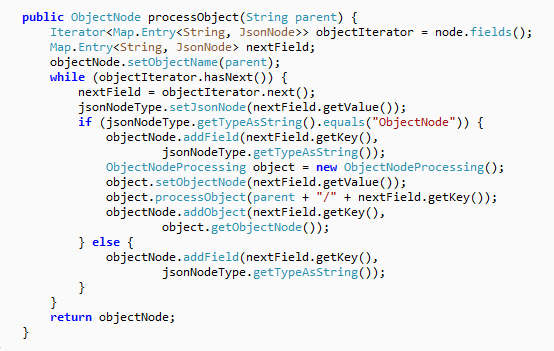 public ObjectNode processObject(String parent) {
    Iterator<Map.Entry<String, JsonNode>> objectIterator = node.fields();
    Map.Entry<String, JsonNode> nextField;
    objectNode.setObjectName(parent);
    while (objectIterator.hasNext()) {
        nextField = objectIterator.next();
        jsonNodeType.setJsonNode(nextField.getValue());
        if (jsonNodeType.getTypeAsString().equals("ObjectNode")) {
            objectNode.addField(nextField.getKey(),
                    jsonNodeType.getTypeAsString());
            ObjectNodeProcessing object = new ObjectNodeProcessing();
            object.setObjectNode(nextField.getValue());
            object.processObject(parent + "/" + nextField.getKey());
            objectNode.addObject(nextField.getKey(),
                    object.getObjectNode());
        } else {
            objectNode.addField(nextField.getKey(),
                    jsonNodeType.getTypeAsString());
        }
    }
    return objectNode;
}